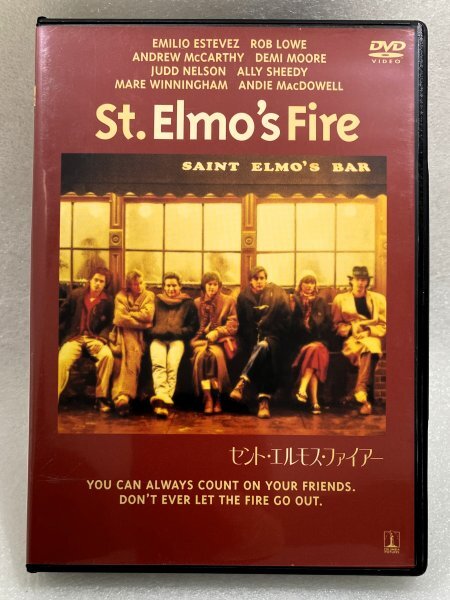 EMILIO ESTEVEZ ROB LOWE
ANDREW McCARTHY DEMI MOORE
JUDD NELSON ALLY SHEEDY
MARE WINNINGHAM ANDIE MacDOWELL
DVD
VIDEO
St. Elmo's Fire
SAINT ELMO'S BAR
セント・エルモス・ファイアー
YOU CAN ALWAYS COUNT ON YOUR FRIENDS.
DON'T EVER LET THE FIRE GO OUT.